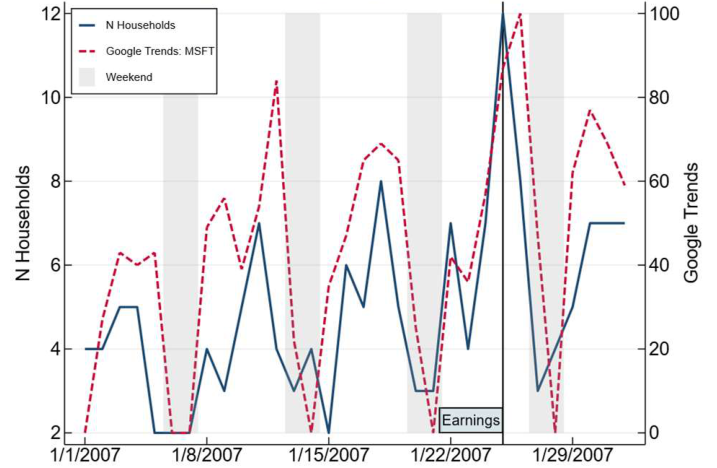 N Households
Google Trends: MSFT
Weekend
12
10
8
6
4
2
N Households
100
80
60
40
20
0
Google Trends
Earnings
1/1/2007
1/8/2007
1/15/2007
1/22/2007
1/29/2007